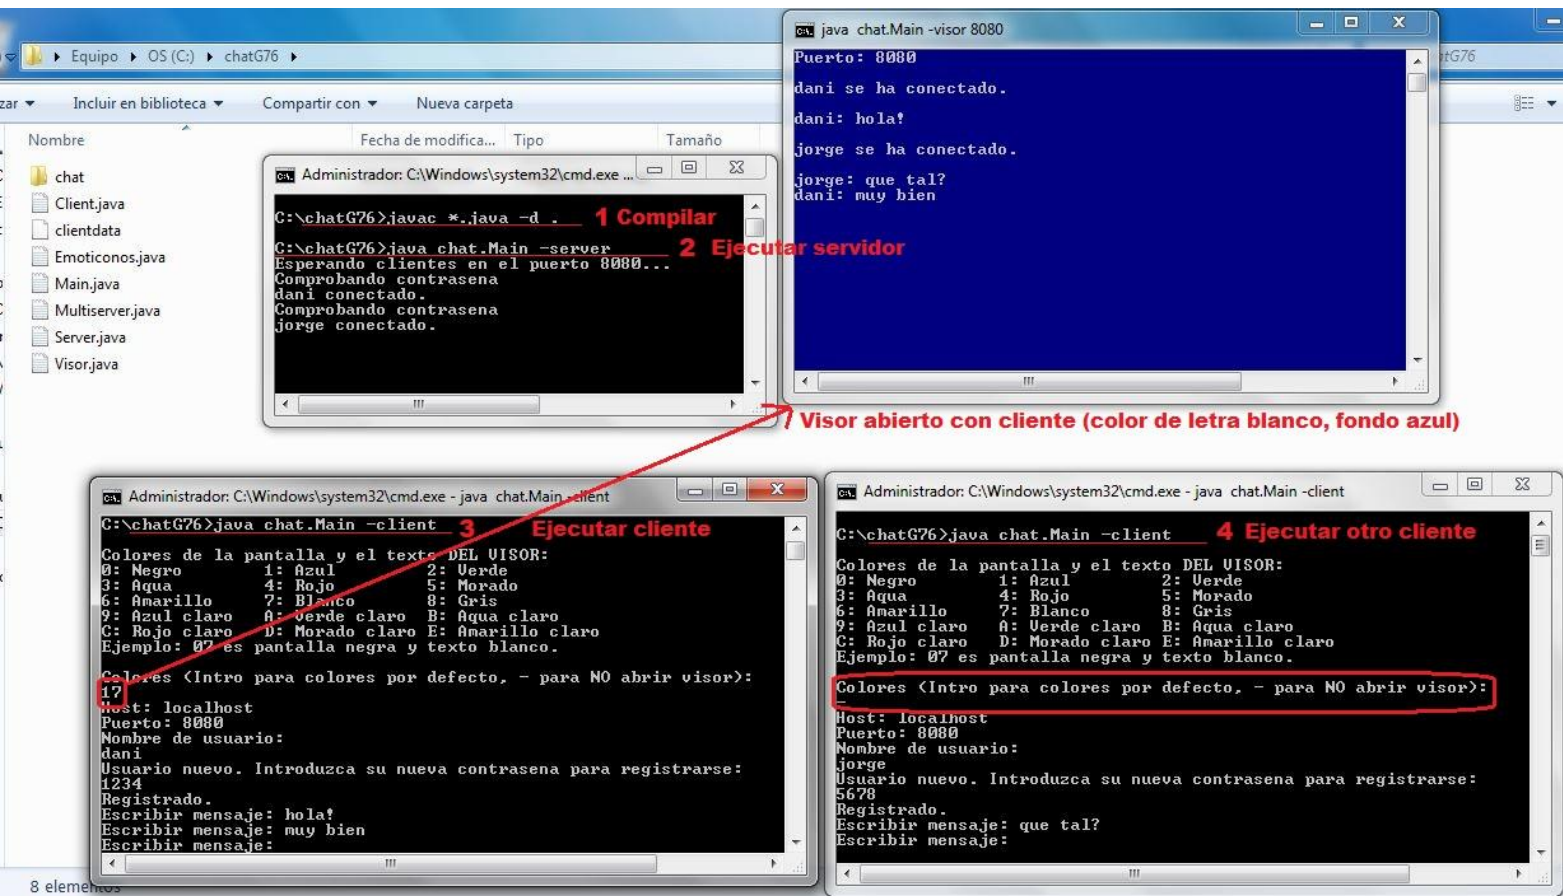 Equipo ▸ OS (C:) ▸ chatG76 ▸
Incluir en biblioteca ▾ Compartir con ▾ Nueva carpeta
Nombre Fecha de modifica... Tipo Tamaño
chat
Client.java
clientdata
Emoticonos.java
Main.java
Multiserver.java
Server.java
Visor.java
8 elementos
Administrador: C:\Windows\system32\cmd.exe ...
C:\chatG76>javac *.java -d . 1 Compilar
C:\chatG76>java chat.Main -server 2 Ejecutar servidor
Esperando clientes en el puerto 8080...
Comprobando contrasena
dani conectado.
Comprobando contrasena
jorge conectado.
java chat.Main -visor 8080
Puerto: 8080
dani se ha conectado.
dani: hola!
jorge se ha conectado.
jorge: que tal?
dani: muy bien
Visor abierto con cliente (color de letra blanco, fondo azul)
Administrador: C:\Windows\system32\cmd.exe - java chat.Main -client
C:\chatG76>java chat.Main -client 3 Ejecutar cliente
Colores de la pantalla y el texto DEL VISOR:
0: Negro 1: Azul 2: Verde
3: Aqua 4: Rojo 5: Morado
6: Amarillo 7: Blanco 8: Gris
9: Azul claro A: Verde claro B: Aqua claro
C: Rojo claro D: Morado claro E: Amarillo claro
Ejemplo: 07 es pantalla negra y texto blanco.
Colores (Intro para colores por defecto, - para NO abrir visor):
17
Host: localhost
Puerto: 8080
Nombre de usuario:
dani
Usuario nuevo. Introduzca su nueva contrasena para registrarse:
1234
Registrado.
Escribir mensaje: hola!
Escribir mensaje: muy bien
Escribir mensaje:
Administrador: C:\Windows\system32\cmd.exe - java chat.Main -client
C:\chatG76>java chat.Main -client 4 Ejecutar otro cliente
Colores de la pantalla y el texto DEL VISOR:
0: Negro 1: Azul 2: Verde
3: Aqua 4: Rojo 5: Morado
6: Amarillo 7: Blanco 8: Gris
9: Azul claro A: Verde claro B: Aqua claro
C: Rojo claro D: Morado claro E: Amarillo claro
Ejemplo: 07 es pantalla negra y texto blanco.
Colores (Intro para colores por defecto, - para NO abrir visor):
-
Host: localhost
Puerto: 8080
Nombre de usuario:
jorge
Usuario nuevo. Introduzca su nueva contrasena para registrarse:
5678
Registrado.
Escribir mensaje: que tal?
Escribir mensaje: